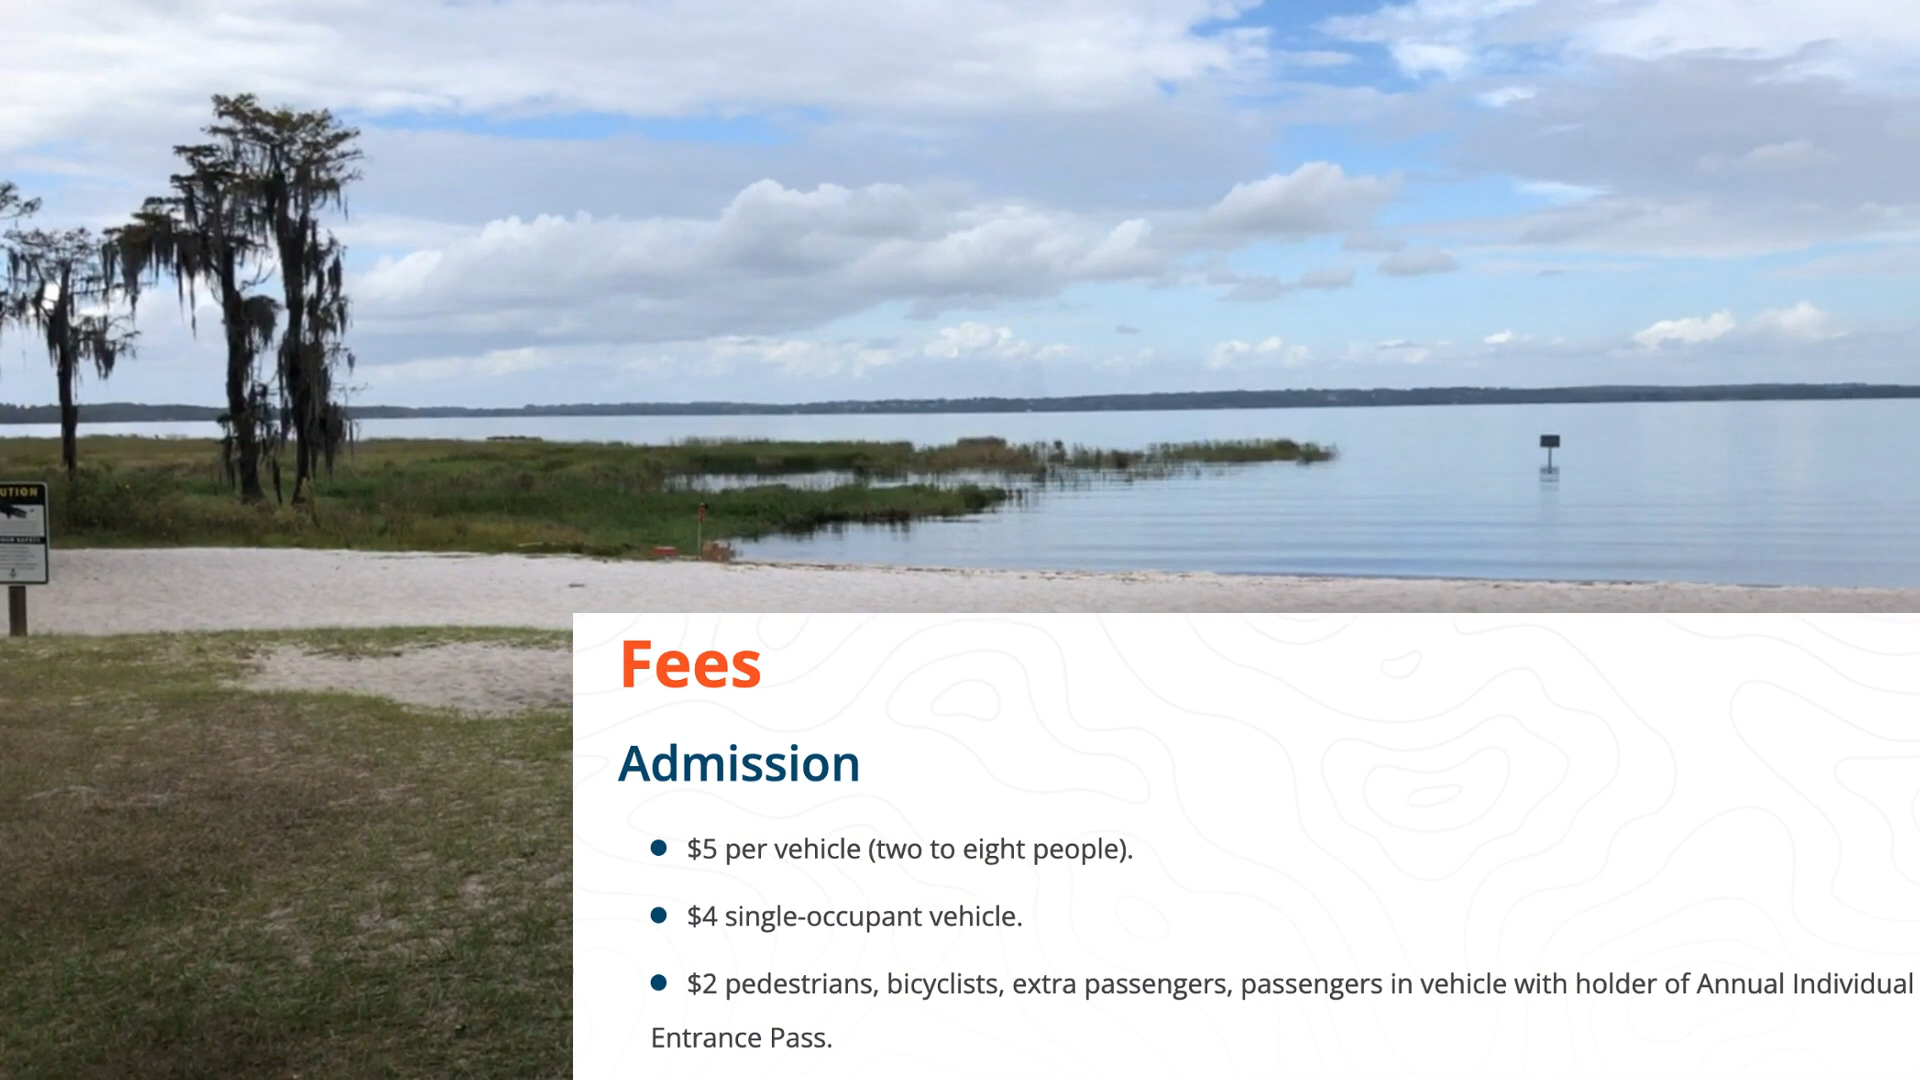 UTION
Fees
Admission
$5 per vehicle (two to eight people).
$4 single-occupant vehicle.
$2 pedestrians, bicyclists, extra passengers, passengers in vehicle with holder of Annual Individual
Entrance Pass.